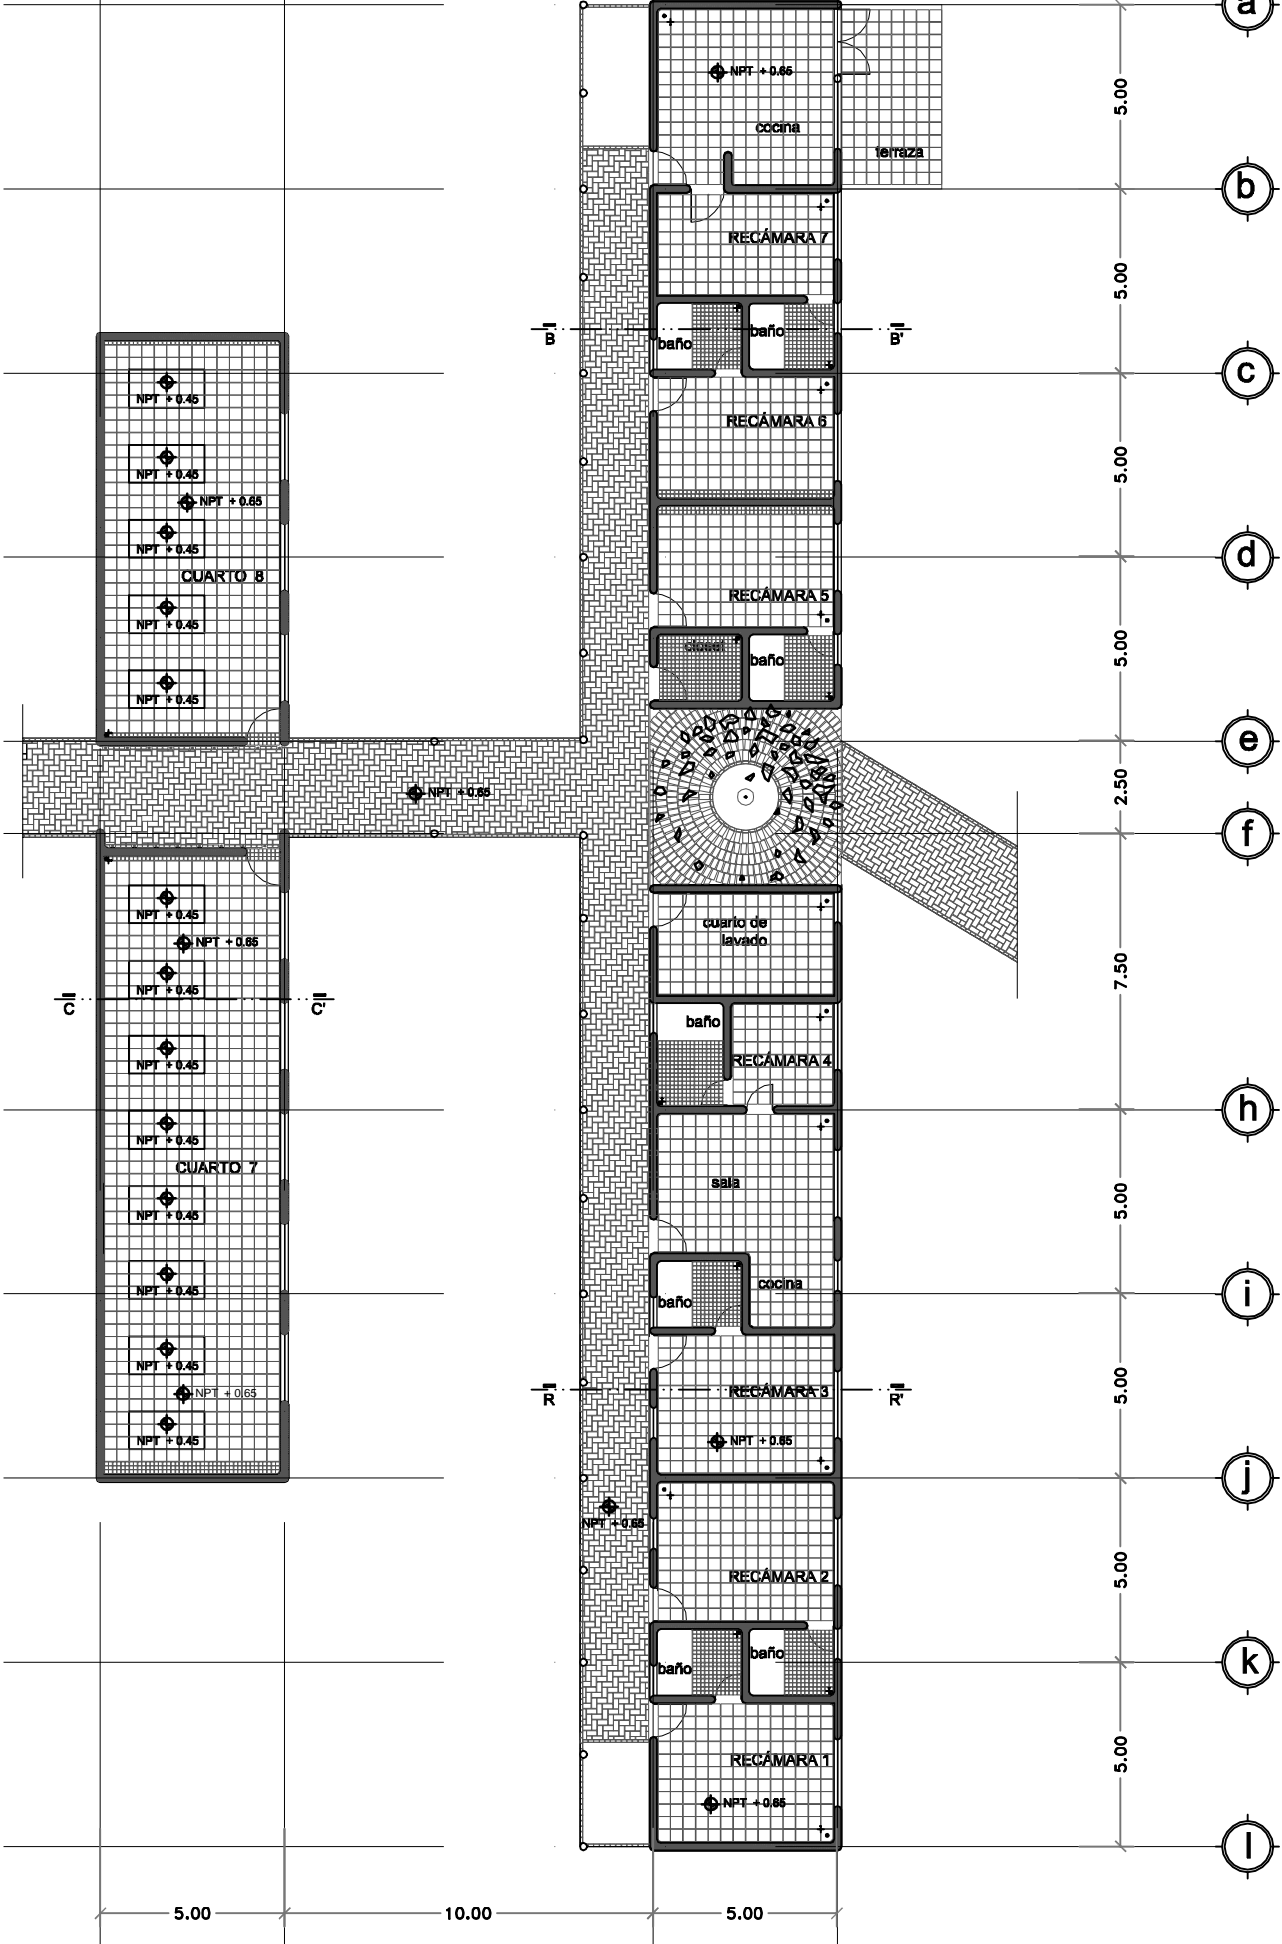 a
5.00
NPT + 0.65
cocina
terraza
b
RECÁMARA 7
5.00
B
B'
baño
baño
c
NPT + 0.45
RECÁMARA 6
NPT + 0.45
5.00
NPT + 0.65
NPT + 0.45
d
CUARTO 8
RECÁMARA 5
NPT + 0.45
closet
baño
5.00
NPT + 0.45
e
NPT + 0.65
2.50
f
NPT + 0.45
cuarto de
lavado
NPT + 0.65
7.50
NPT + 0.45
C
C'
baño
NPT + 0.45
RECÁMARA 4
h
NPT + 0.45
CUARTO 7
sala
5.00
NPT + 0.45
cocina
NPT + 0.45
baño
i
NPT + 0.45
NPT + 0.65
R
RECÁMARA 3
R'
5.00
NPT + 0.45
NPT + 0.65
j
NPT + 0.65
RECÁMARA 2
5.00
baño
baño
k
RECÁMARA 1
5.00
NPT + 0.65
l
5.00
10.00
5.00